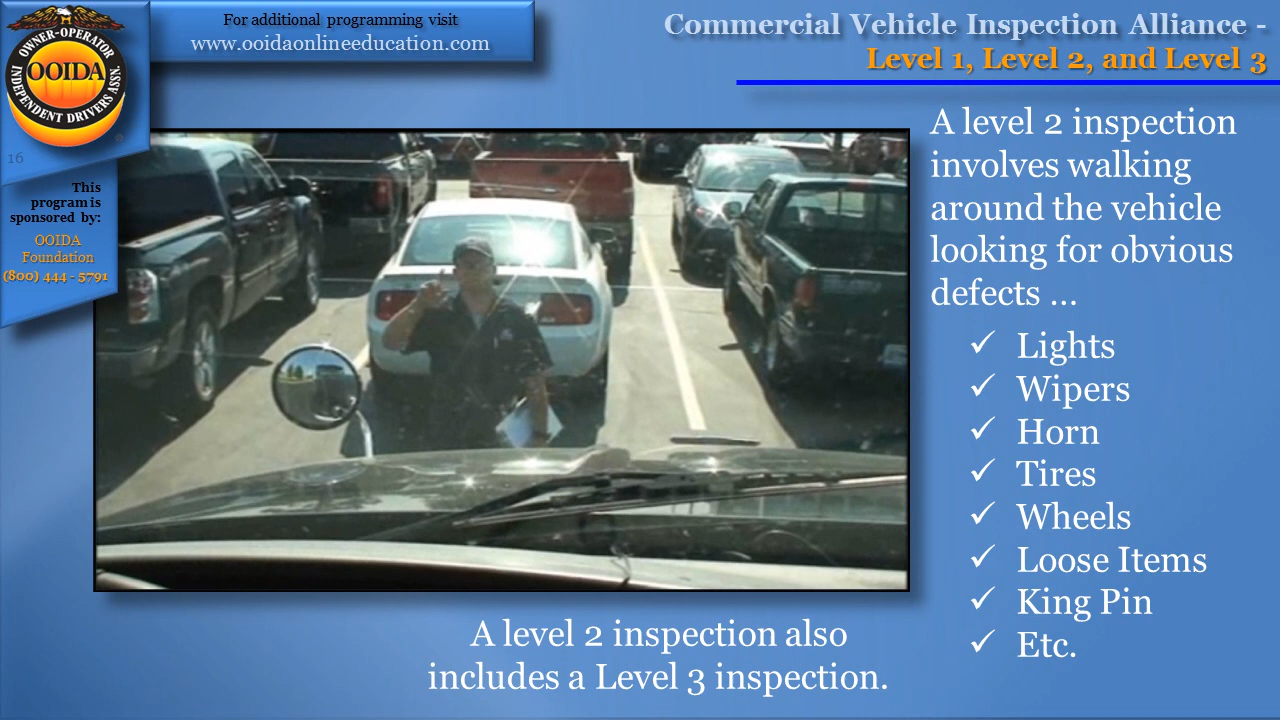 OWNER-OPERATOR
OOIDA
INDEPENDENT DRIVERS ASSN.
®
For additional programming visit
www.ooidaonlineeducation.com
Commercial Vehicle Inspection Alliance -
Level 1, Level 2, and Level 3
16
This
program is
sponsored by:
OOIDA
Foundation
(800) 444 - 5791
A level 2 inspection
involves walking
around the vehicle
looking for obvious
defects ...
✓ Lights
✓ Wipers
✓ Horn
✓ Tires
✓ Wheels
✓ Loose Items
✓ King Pin
✓ Etc.
A level 2 inspection also
includes a Level 3 inspection.